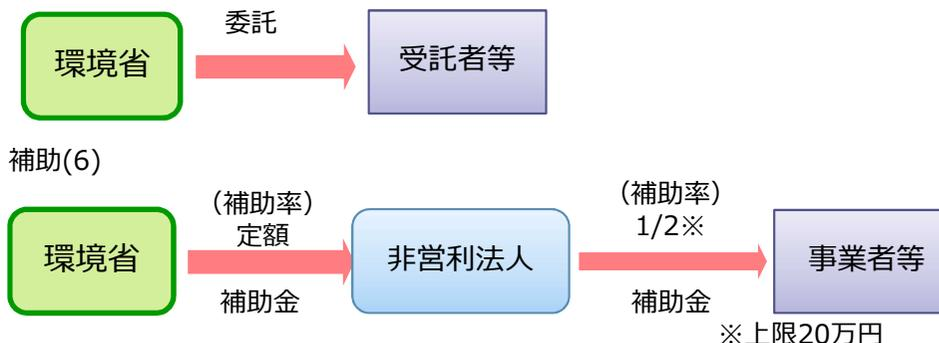 委託
環境省
受託者等
補助(6)
（補助率）
定額
（補助率）
1/2※
環境省
非営利法人
事業者等
補助金
補助金
※上限20万円